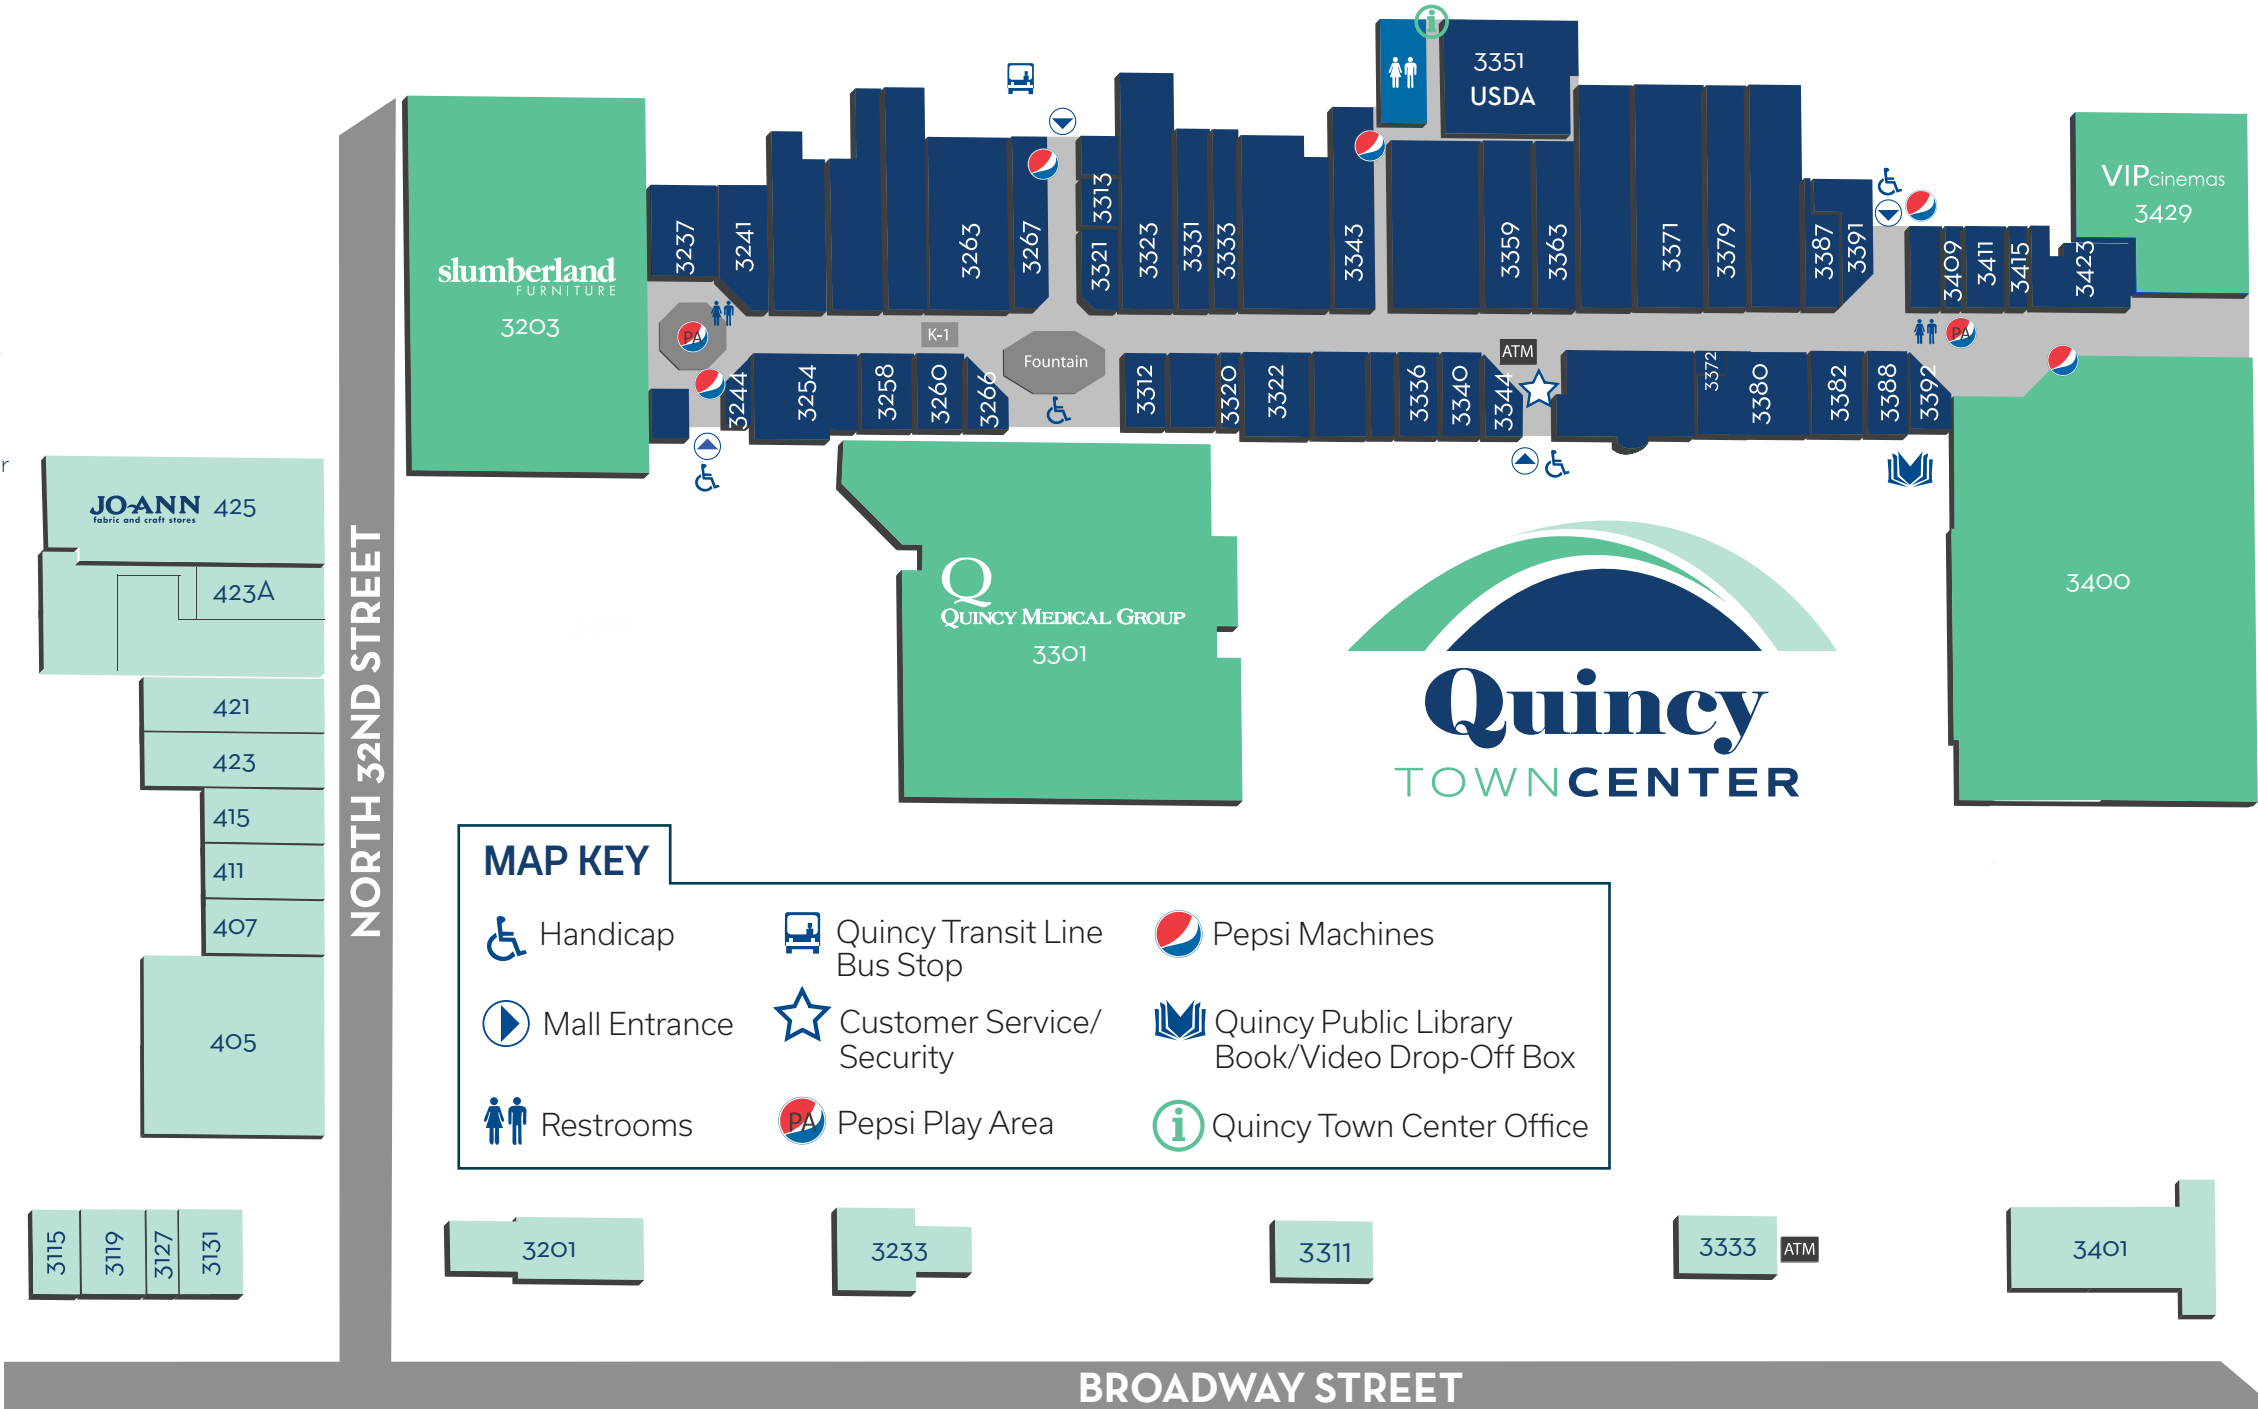 3351
USDA
VIPcinemas
3429
3313
3237
3241
3263
3267
3321
3323
3331
3333
3343
3359
3363
3371
3379
3387
3391
3409
3411
3415
3423
slumberland
FURNITURE
3203
PA
K-1
Fountain
ATM
PA
3244
3254
3258
3260
3266
3312
3320
3322
3336
3340
3344
3372
3380
3382
3388
3392
r
JO-ANN 425
fabric and craft stores
423A
421
423
415
411
407
405
NORTH 32ND STREET
Q
QUINCY MEDICAL GROUP
3301
3400
Quincy
TOWNCENTER
MAP KEY
Handicap
Quincy Transit Line
Bus Stop
Pepsi Machines
Mall Entrance
Customer Service/
Security
Quincy Public Library
Book/Video Drop-Off Box
Restrooms
PA Pepsi Play Area
i Quincy Town Center Office
3115
3119
3127
3131
3201
3233
3311
3333
ATM
3401
BROADWAY STREET